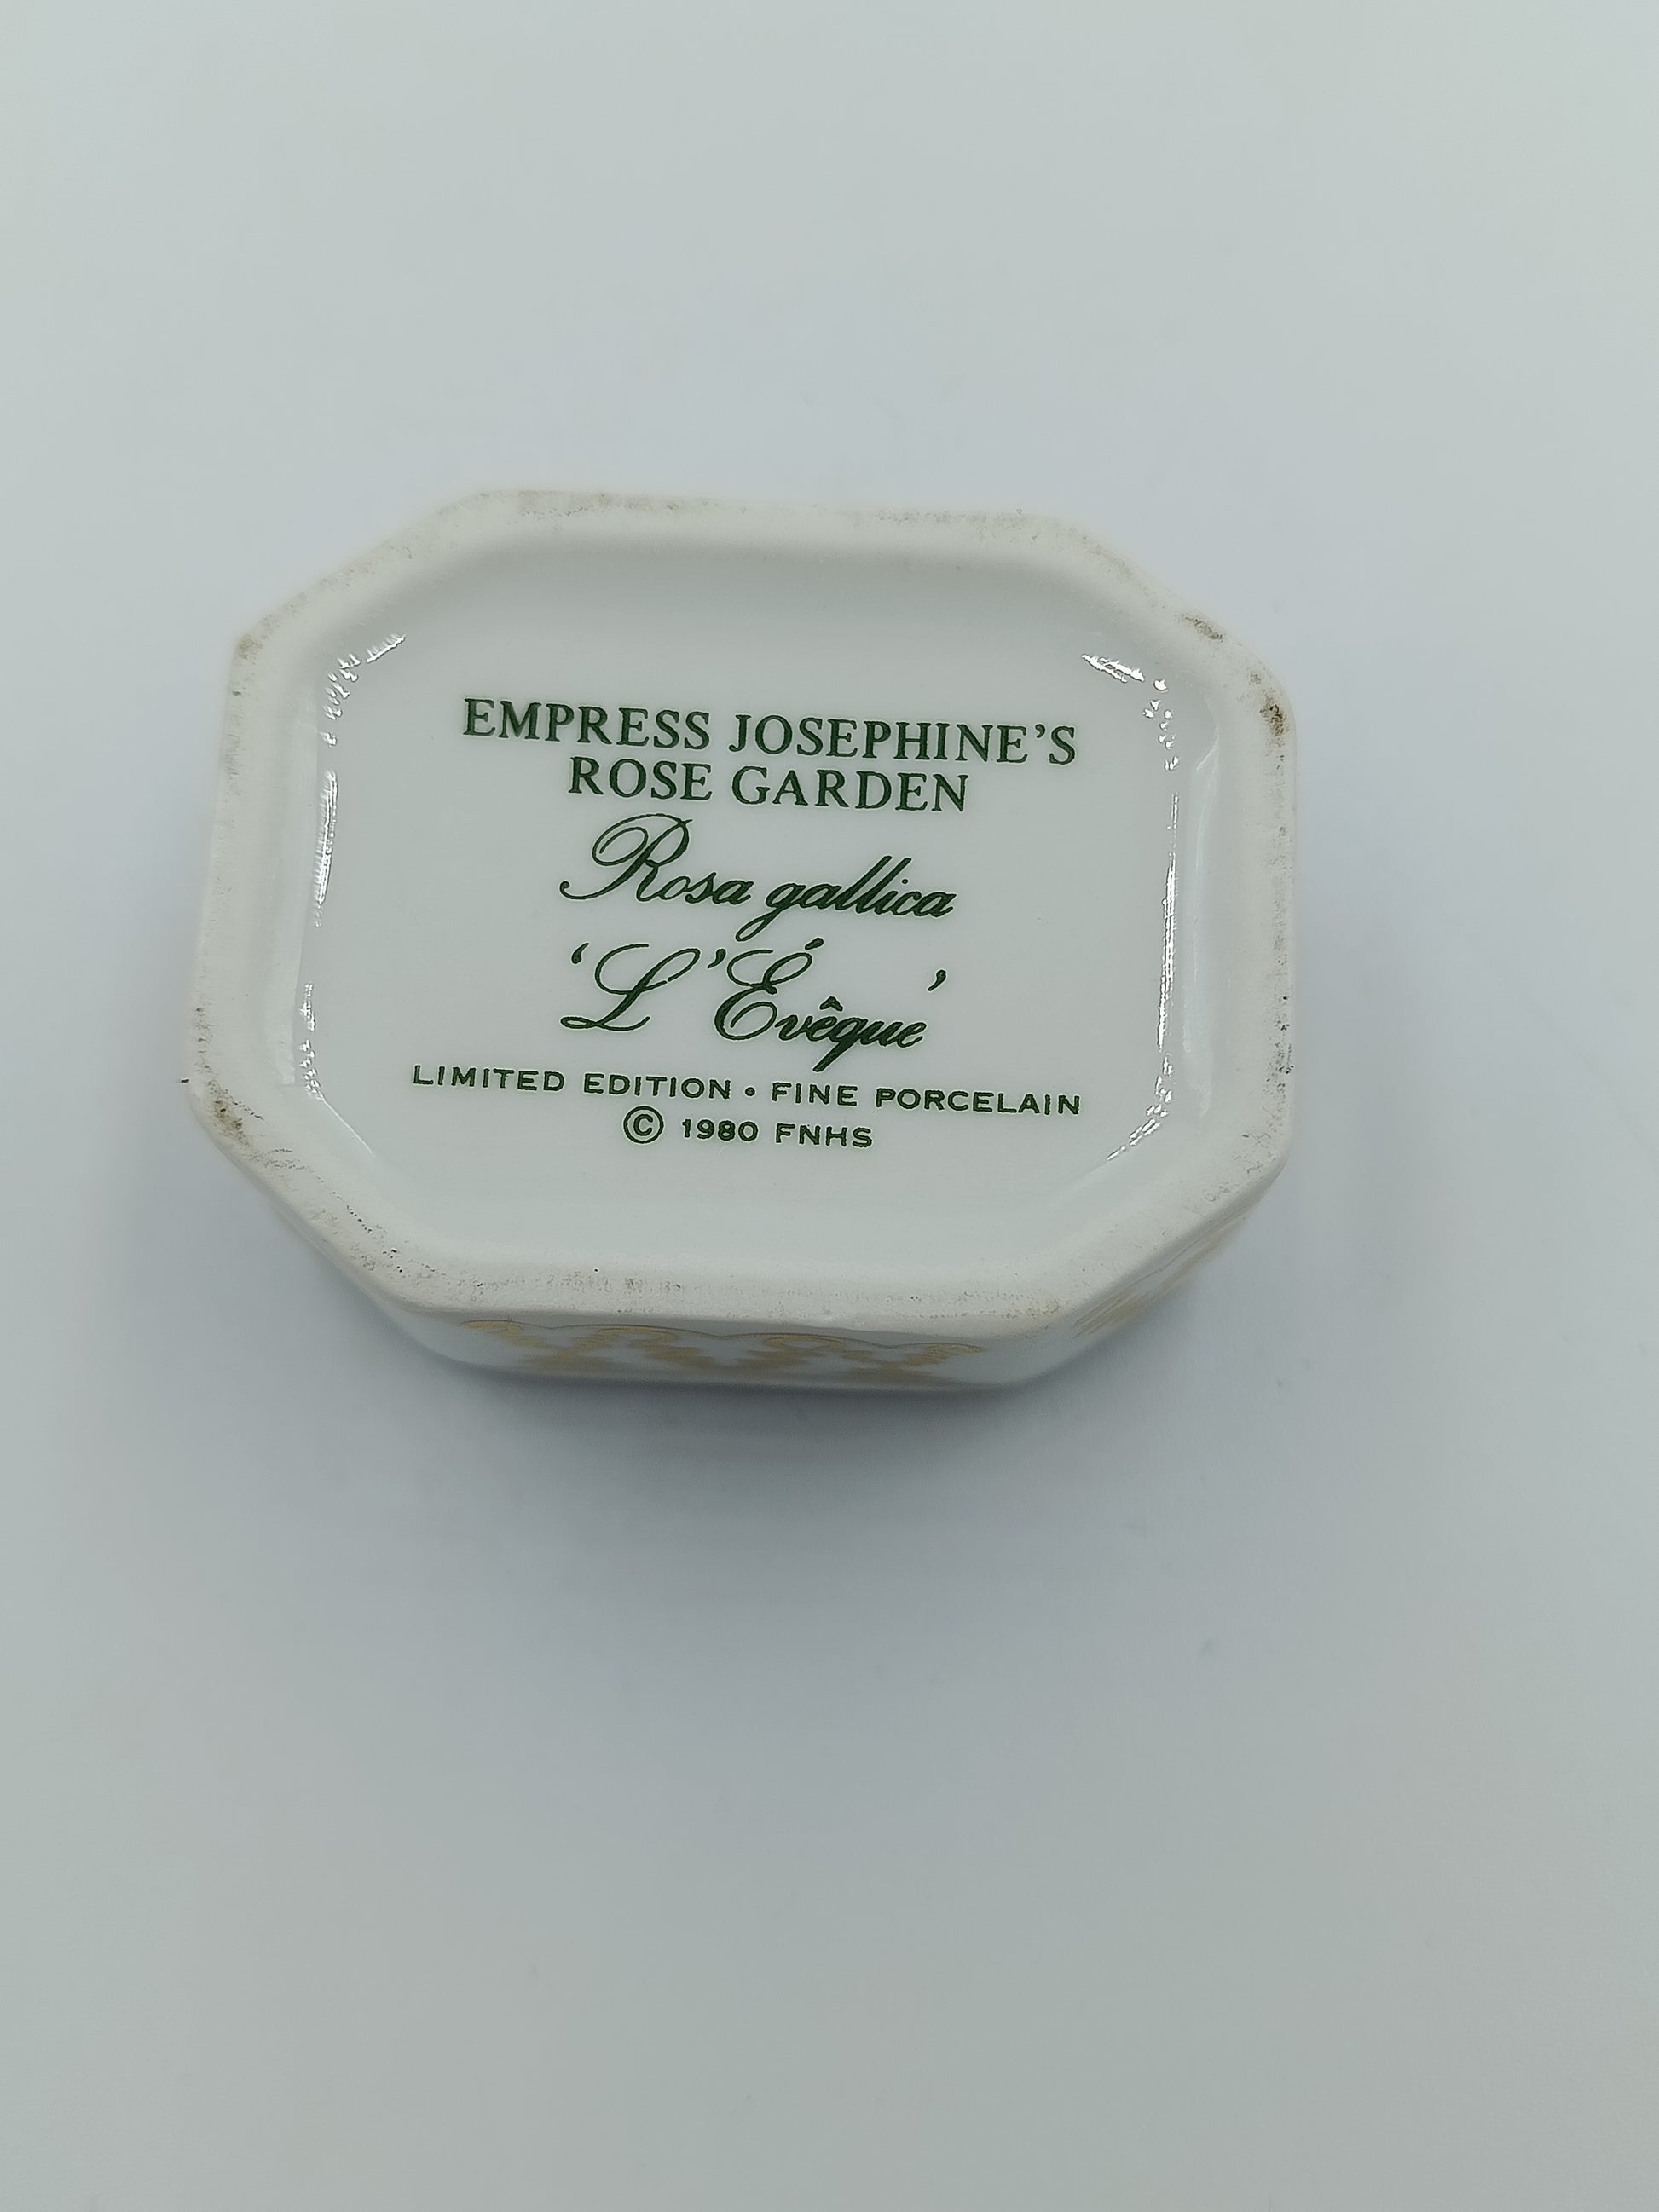 EMPRESS JOSEPHINE’S
ROSE GARDEN
Rosa gallica
‘L’Évêque’
LIMITED EDITION • FINE PORCELAIN
© 1980 FNHS